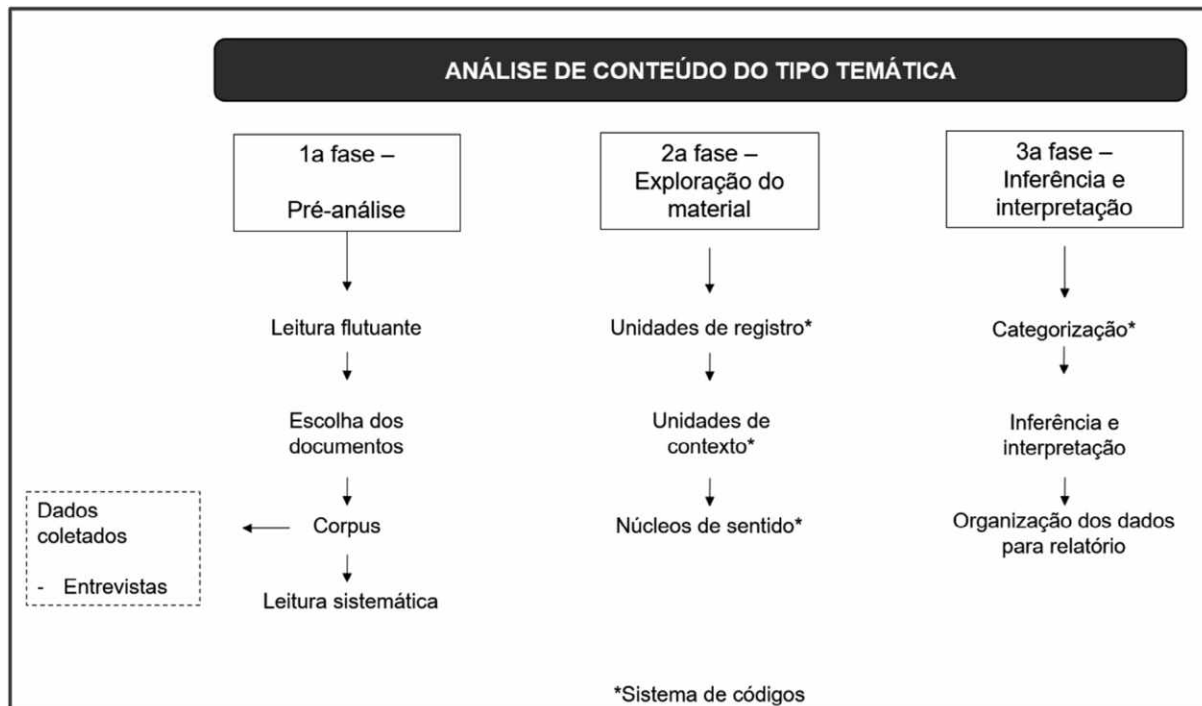 ANÁLISE DE CONTEÚDO DO TIPO TEMÁTICA
1a fase –
Pré-análise
2a fase –
Exploração do
material
3a fase –
Inferência e
interpretação
Leitura flutuante
Escolha dos
documentos
Corpus
Dados
coletados
- Entrevistas
Leitura sistemática
Unidades de registro*
Unidades de
contexto*
Núcleos de sentido*
Categorização*
Inferência e
interpretação
Organização dos dados
para relatório
*Sistema de códigos